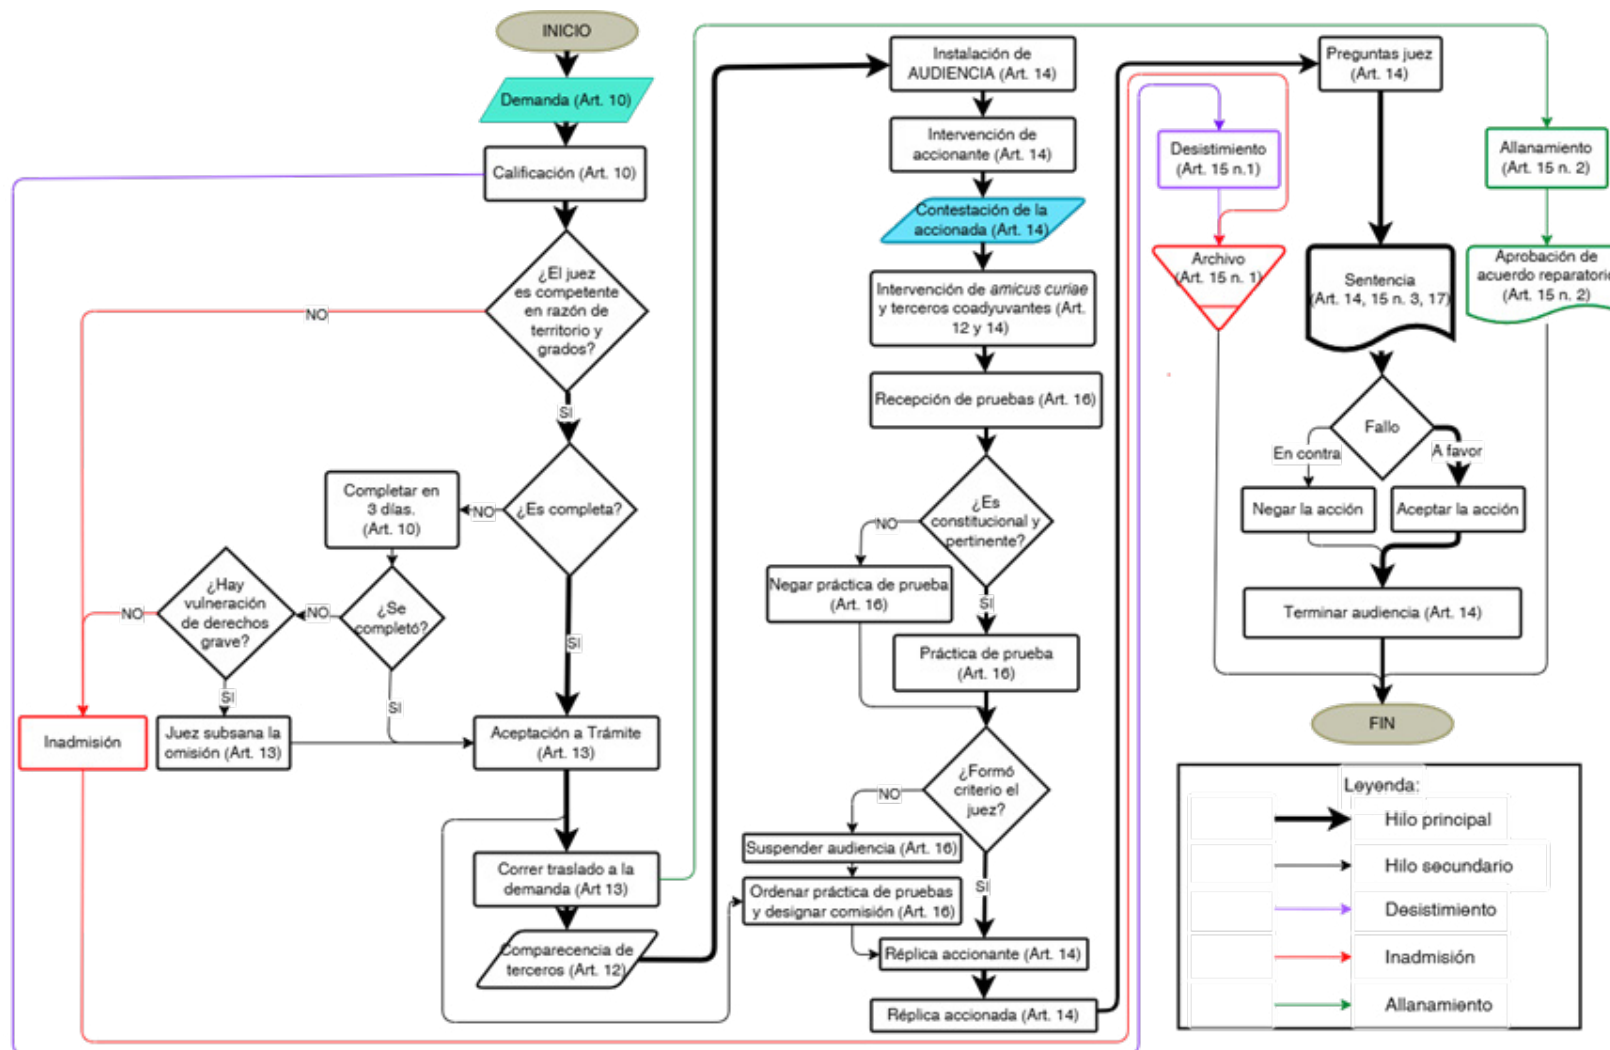 INICIO
Demanda (Art. 10)
Calificación (Art. 10)
¿El juez
es competente
en razón de
territorio y
grados?
NO
SI
¿Es completa?
NO
Completar en
3 días.
(Art. 10)
¿Se
completó?
NO
¿Hay
vulneración
de derechos
grave?
NO
SI
SI
SI
Inadmisión
Juez subsana la
omisión (Art. 13)
Aceptación a Trámite
(Art. 13)
Correr traslado a la
demanda (Art 13)
Comparecencia de
terceros (Art. 12)
Instalación de
AUDIENCIA (Art. 14)
Intervención de
accionante (Art. 14)
Contestación de la
accionada (Art. 14)
Intervención de amicus curiae
y terceros coadyuvantes (Art.
12 y 14)
Recepción de pruebas (Art. 16)
¿Es
constitucional y
pertinente?
NO
Negar práctica de prueba
(Art. 16)
SI
Práctica de prueba
(Art. 16)
¿Formó
criterio el
juez?
NO
Suspender audiencia (Art. 16)
SI
Ordenar práctica de pruebas
y designar comisión (Art. 16)
Réplica accionante (Art. 14)
Réplica accionada (Art. 14)
Preguntas juez
(Art. 14)
Desistimiento
(Art. 15 n.1)
Allanamiento
(Art. 15 n. 2)
Archivo
(Art. 15 n. 1)
Sentencia
(Art. 14, 15 n. 3, 17)
Aprobación de
acuerdo reparatorio
(Art. 15 n. 2)
Fallo
En contra
A favor
Negar la acción
Aceptar la acción
Terminar audiencia (Art. 14)
FIN
Leyenda:
Hilo principal
Hilo secundario
Desistimiento
Inadmisión
Allanamiento